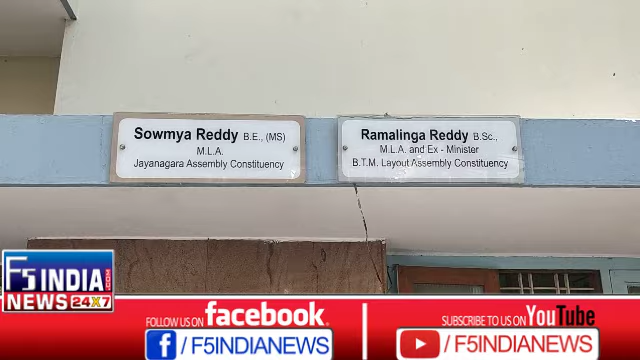 Sowmya Reddy B.E., (MS)
M.L.A.
Jayanagara Assembly Constituency
Ramalinga Reddy B.Sc.,
M.L.A. and Ex - Minister
B.T.M. Layout Assembly Constituency
F5 INDIA .COM
NEWS 24X7
FOLLOW US ON facebook.
f /F5INDIANEWS
SUBSCRIBE TO US ON YouTube
/F5INDIANEWS